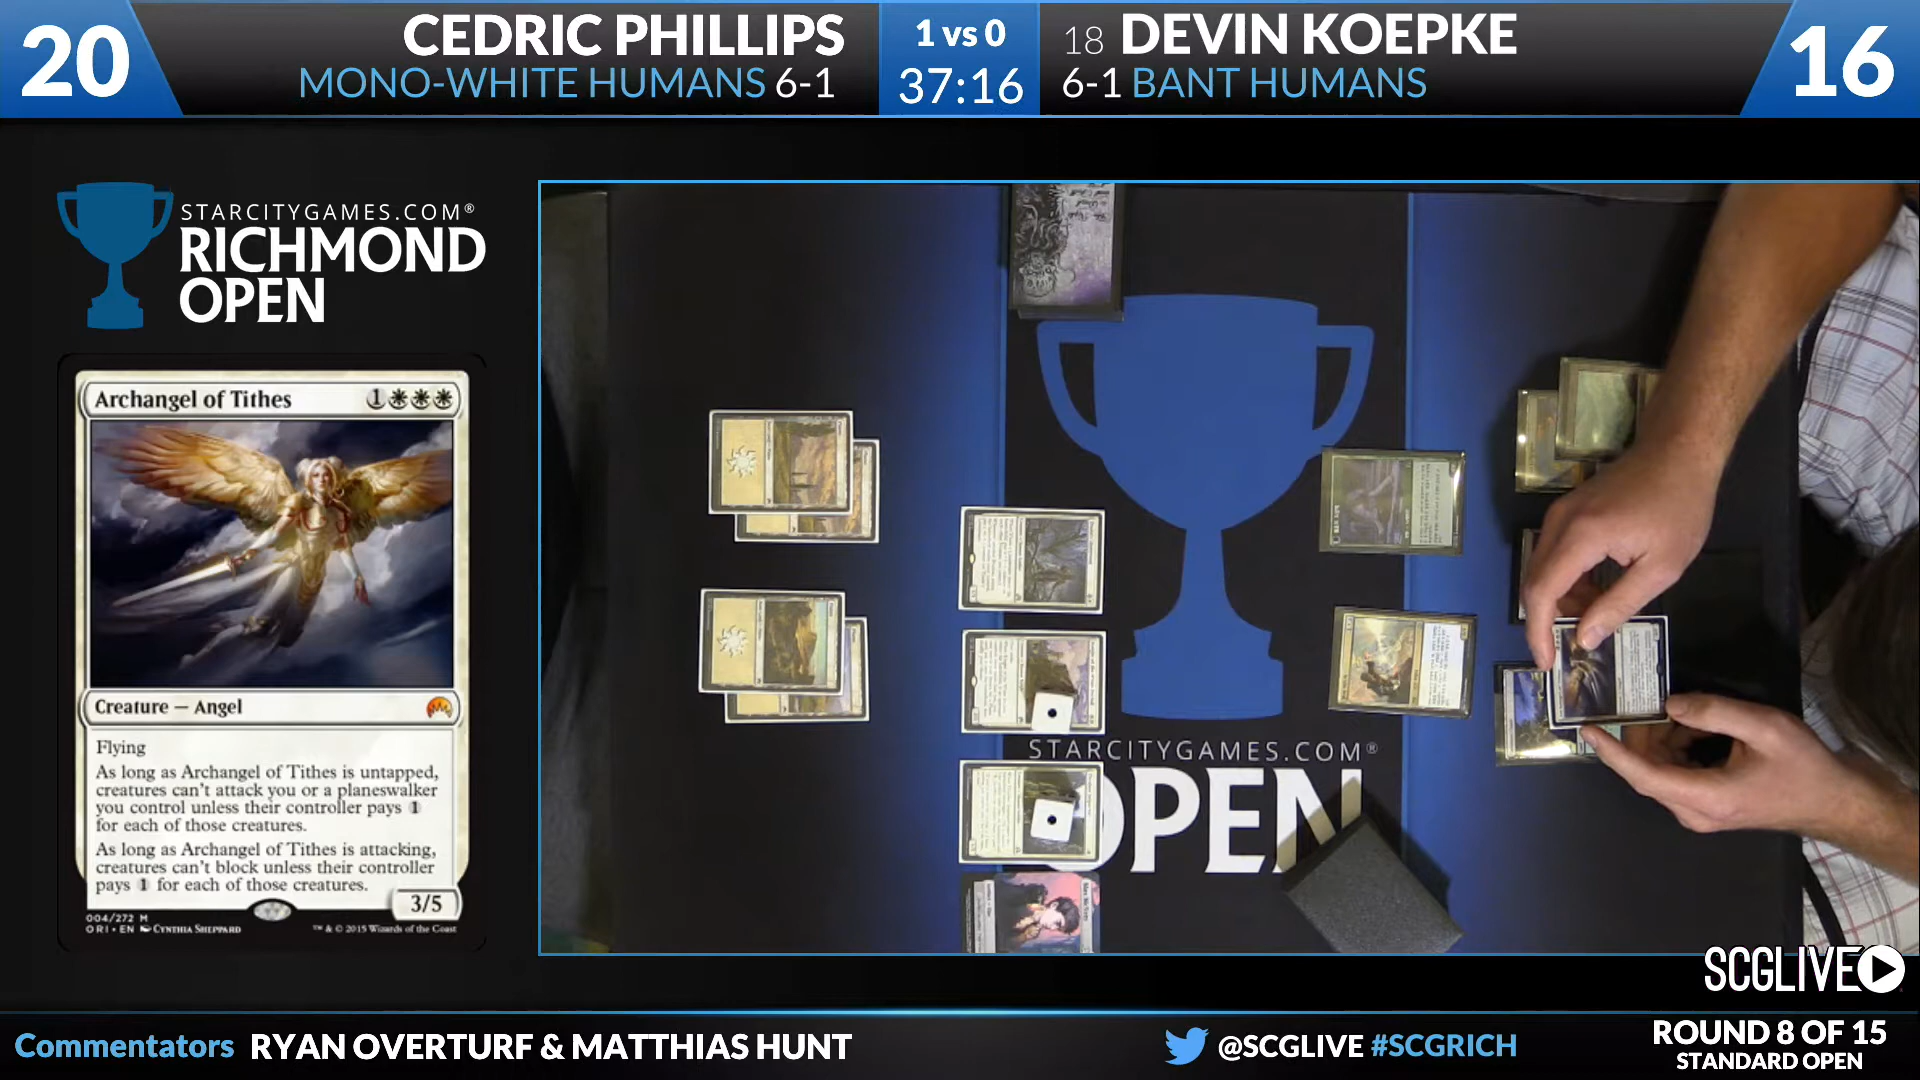 20
CEDRIC PHILLIPS
MONO-WHITE HUMANS 6-1
1 vs 0
37:16
18 DEVIN KOEPKE
6-1 BANT HUMANS
16
STARCITYGAMES.COM®
RICHMOND
OPEN
Archangel of Tithes 1
Creature — Angel
Flying
As long as Archangel of Tithes is untapped,
creatures can't attack you or a planeswalker
you control unless their controller pays 1
for each of those creatures.
As long as Archangel of Tithes is attacking,
creatures can't block unless their controller
pays 1 for each of those creatures.
3/5
004/272 M
ORI • EN CYNTHIA SHEPPARD
™ & © 2015 Wizards of the Coast
STARCITYGAMES.COM®
OPEN
SCGLIVE
Commentators RYAN OVERTURF & MATTHIAS HUNT
@SCGLIVE #SCGRICH
ROUND 8 OF 15
STANDARD OPEN